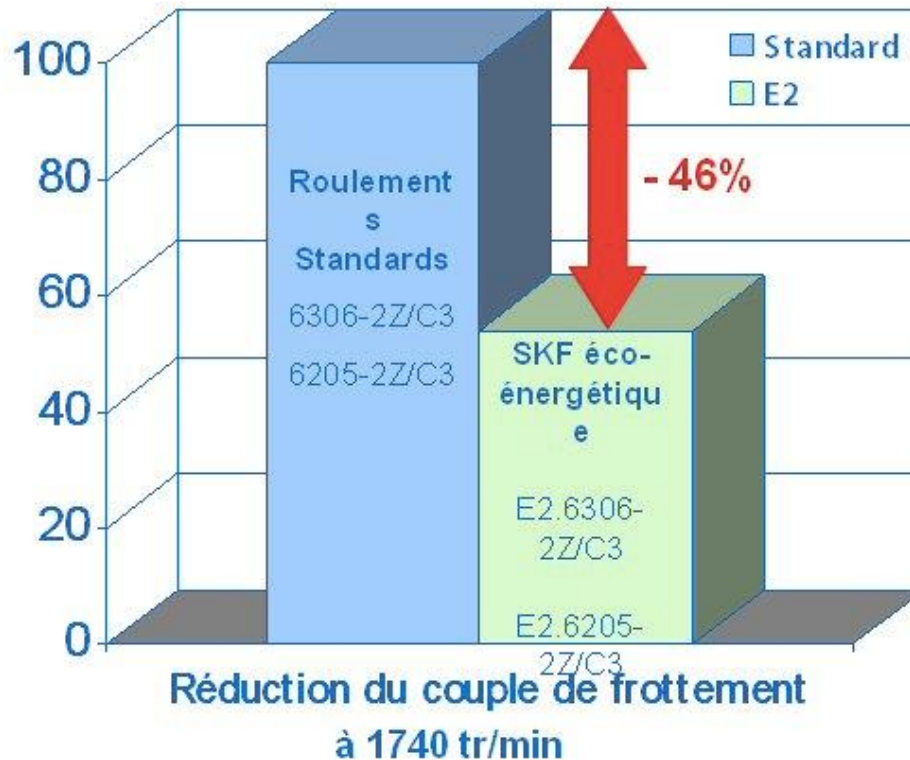 100
80
60
40
20
0
Standard
E2
- 46%
Roulement
s
Standards
6306-2Z/C3
6205-2Z/C3
SKF éco-
énergétiqu
e
E2.6306-
2Z/C3
E2.6205-
2Z/C3
Réduction du couple de frottement
à 1740 tr/min